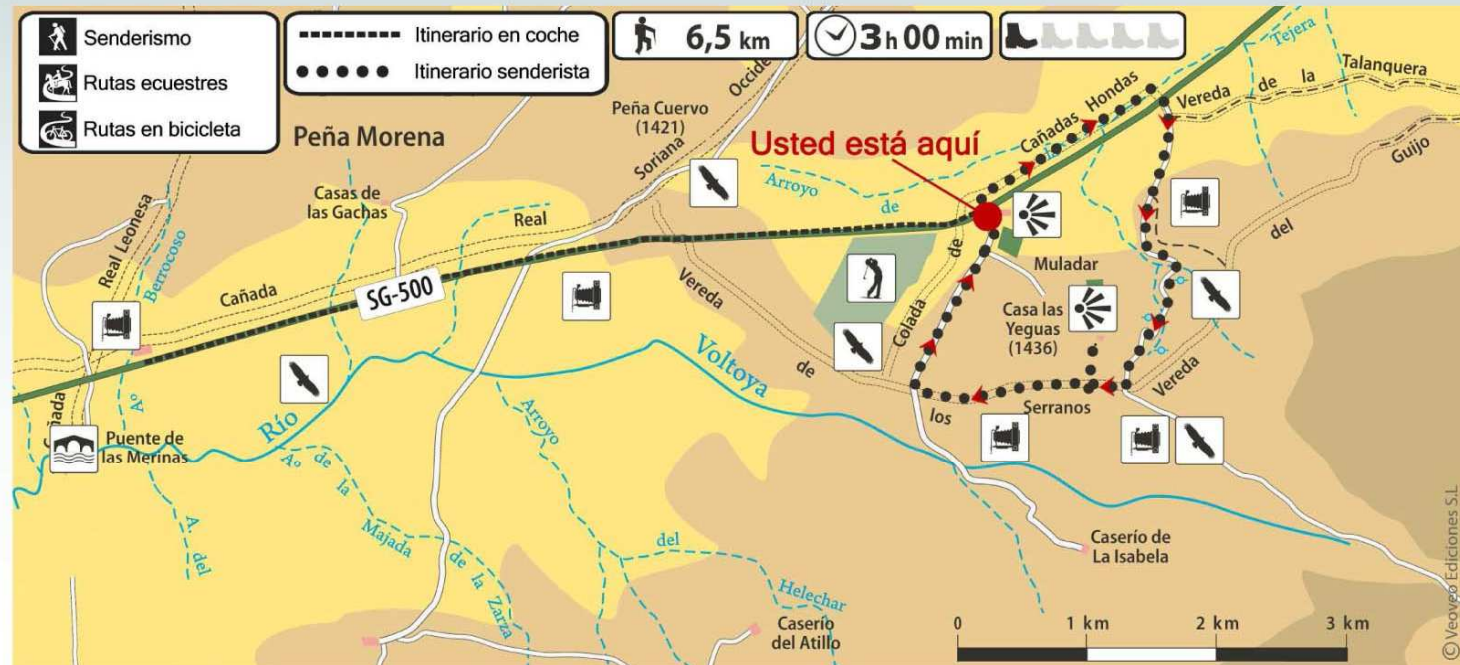 Senderismo
Rutas ecuestres
Rutas en bicicleta
Itinerario en coche
Itinerario senderista
6,5 km
3 h 00 min
Peña Morena
Peña Cuervo
(1421)
Casas de
las Gachas
Usted está aquí
Cañada Real Leonesa
Aº Berrocoso
Cañada Real Soriana Occide
SG-500
Arroyo de Cañadas Hondas
Tejera
Vereda de la Talanquera
Vereda del Guijo
Colada de
Muladar
Casa las
Yeguas
(1436)
Vereda de los Serranos
Río Voltoya
Puente de
las Merinas
A. del
Aº de la Majada de la Zarza
Arroyo del Helechar
Caserío de
La Isabela
Caserío
del Atillo
0 1 km 2 km 3 km
© Veoveo Ediciones S.L